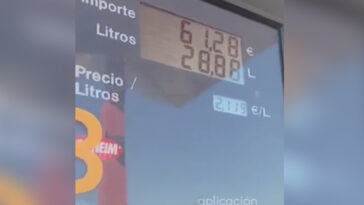 Importe 61,28 €
Litros 28,88 L.
Precio /
Litros 2,119 €/L.
aplicación